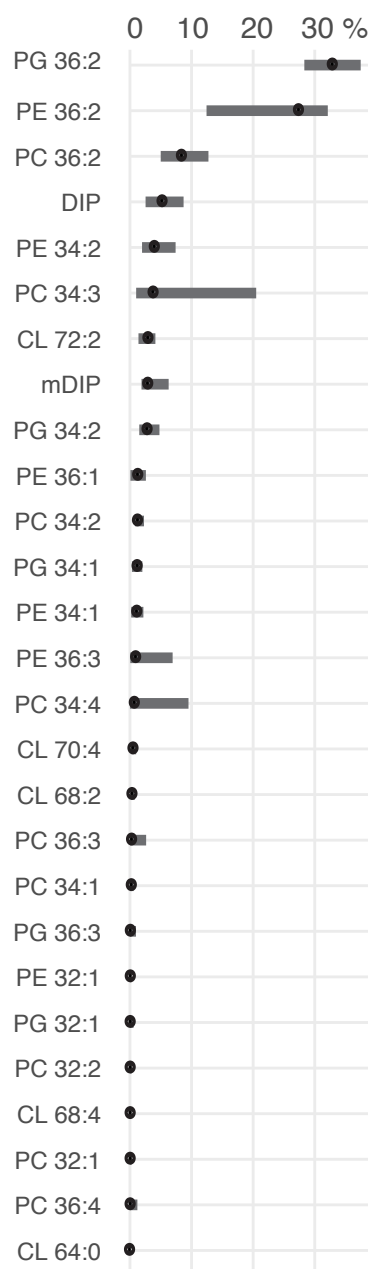 0 10 20 30 %
PG 36:2
PE 36:2
PC 36:2
DIP
PE 34:2
PC 34:3
CL 72:2
mDIP
PG 34:2
PE 36:1
PC 34:2
PG 34:1
PE 34:1
PE 36:3
PC 34:4
CL 70:4
CL 68:2
PC 36:3
PC 34:1
PG 36:3
PE 32:1
PG 32:1
PC 32:2
CL 68:4
PC 32:1
PC 36:4
CL 64:0